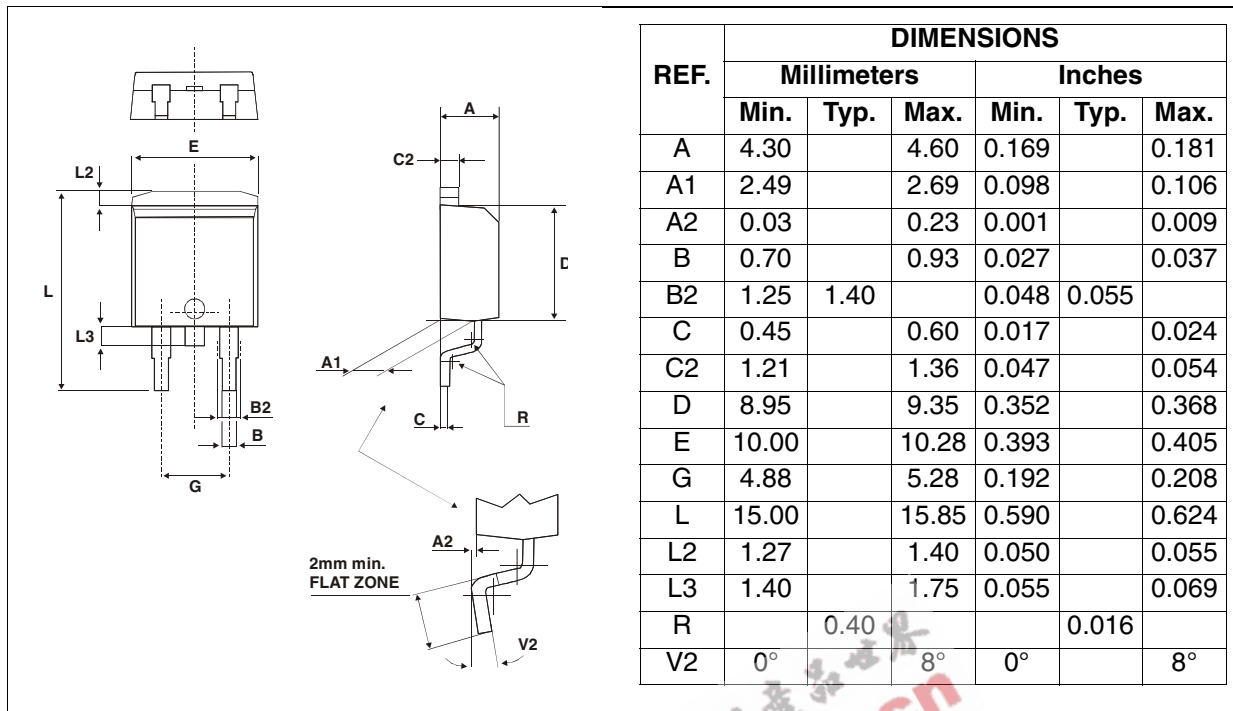 A
E
C2
L2
D
L
L3
A1
B2
C
R
B
G
A2
2mm min.
FLAT ZONE
V2
DIMENSIONS
REF. Millimeters Inches
Min. Typ. Max. Min. Typ. Max.
A 4.30 4.60 0.169 0.181
A1 2.49 2.69 0.098 0.106
A2 0.03 0.23 0.001 0.009
B 0.70 0.93 0.027 0.037
B2 1.25 1.40 0.048 0.055
C 0.45 0.60 0.017 0.024
C2 1.21 1.36 0.047 0.054
D 8.95 9.35 0.352 0.368
E 10.00 10.28 0.393 0.405
G 4.88 5.28 0.192 0.208
L 15.00 15.85 0.590 0.624
L2 1.27 1.40 0.050 0.055
L3 1.40 1.75 0.055 0.069
R 0.40 0.016
V2 0° 8° 0° 8°